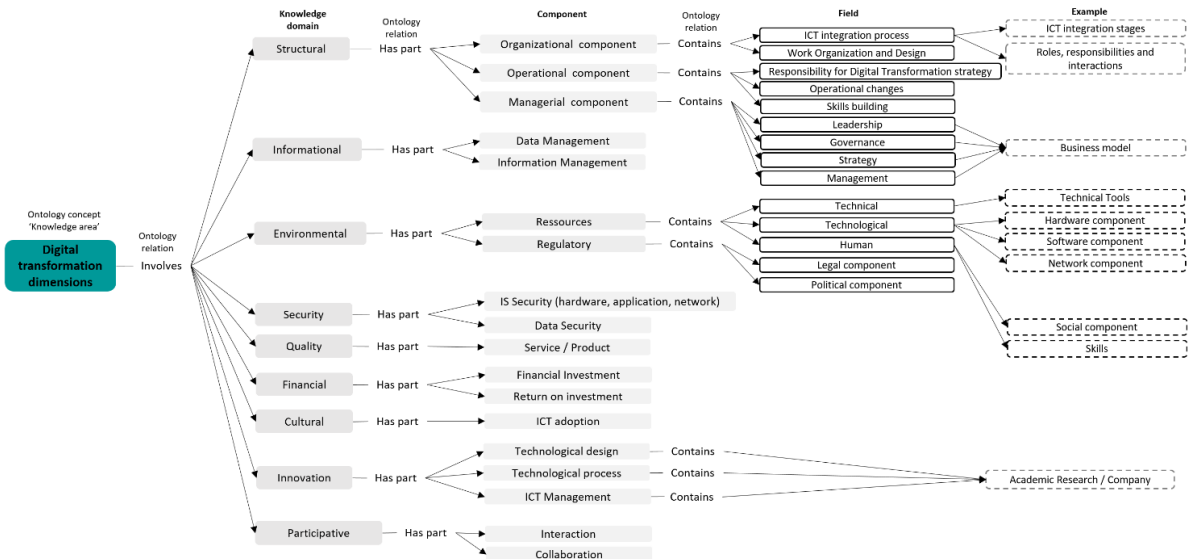 Knowledge
domain
Ontology
relation
Component
Ontology
relation
Field
Example
Structural
Has part
Organizational component
Contains
ICT integration process
ICT integration stages
Work Organization and Design
Roles, responsibilities and
interactions
Operational component
Contains
Responsibility for Digital Transformation strategy
Operational changes
Skills building
Managerial component
Contains
Leadership
Governance
Strategy
Management
Business model
Informational
Has part
Data Management
Information Management
Ontology concept
'Knowledge area'
Digital
transformation
dimensions
Ontology
relation
Involves
Environmental
Has part
Ressources
Contains
Technical
Technical Tools
Technological
Hardware component
Software component
Network component
Human
Regulatory
Contains
Legal component
Political component
Social component
Skills
Security
Has part
IS Security (hardware, application, network)
Data Security
Quality
Has part
Service / Product
Financial
Has part
Financial Investment
Return on investment
Cultural
Has part
ICT adoption
Innovation
Has part
Technological design
Contains
Technological process
Contains
ICT Management
Contains
Academic Research / Company
Participative
Has part
Interaction
Collaboration